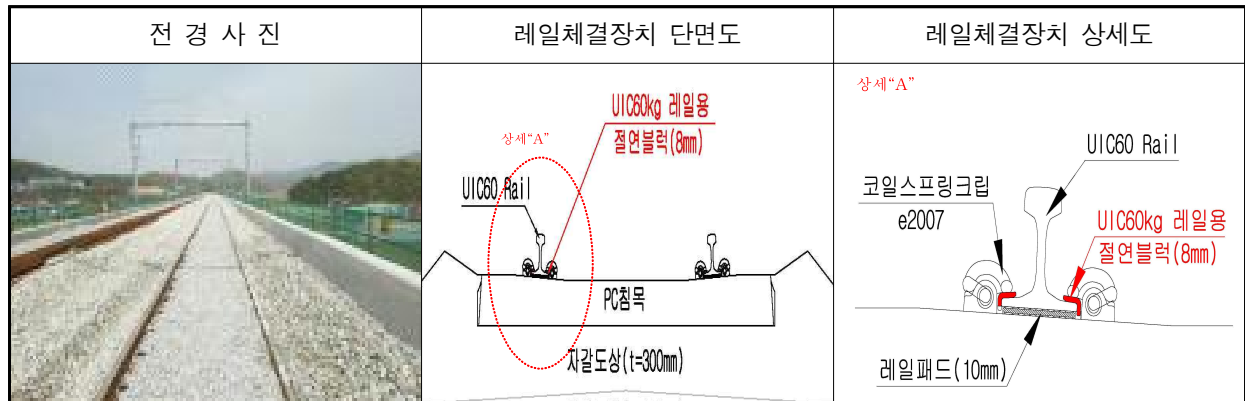 전 경 사 진
레일체결장치 단면도
레일체결장치 상세도
UIC60kg 레일용
절연블럭(8mm)
상세“A”
UIC60 Rail
PC침목
자갈도상(t=300mm)
상세“A”
UIC60 Rail
코일스프링크립
e2007
UIC60kg 레일용
절연블럭(8mm)
레일패드(10mm)